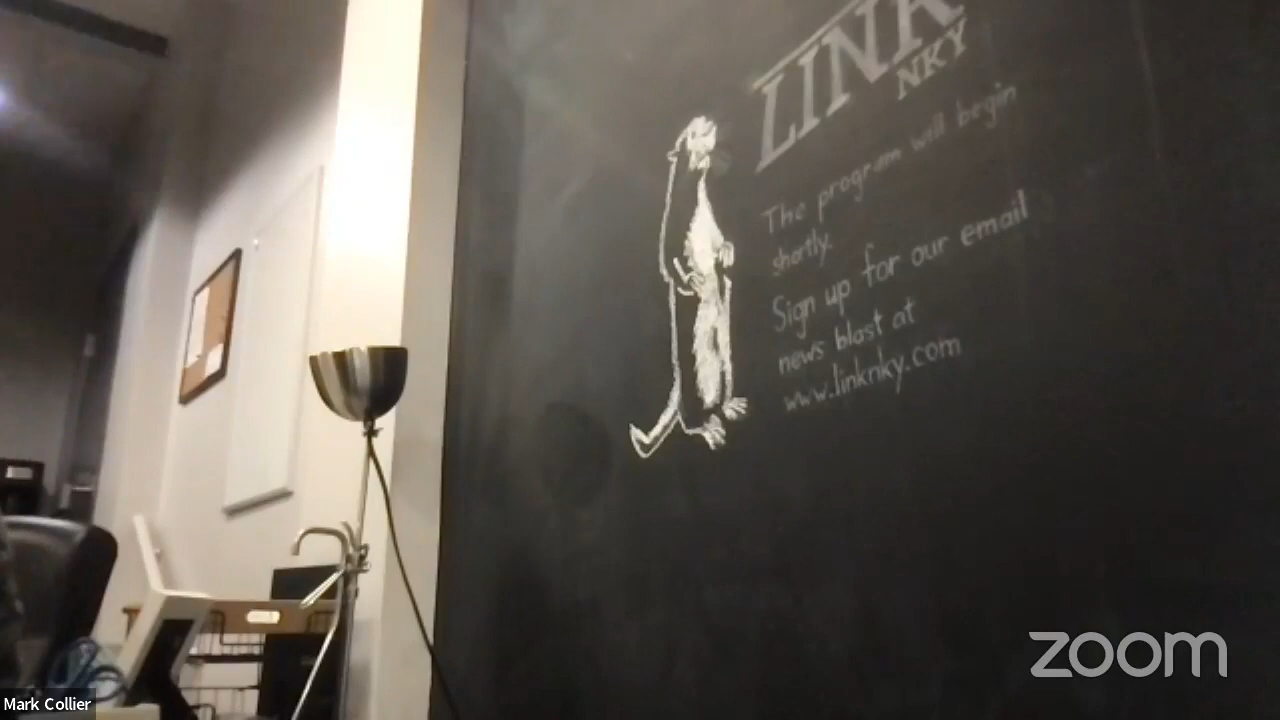 LINK
NKY
The program will begin
shortly.
Sign up for our email
news blast at
www.linknky.com
zoom
Mark Collier